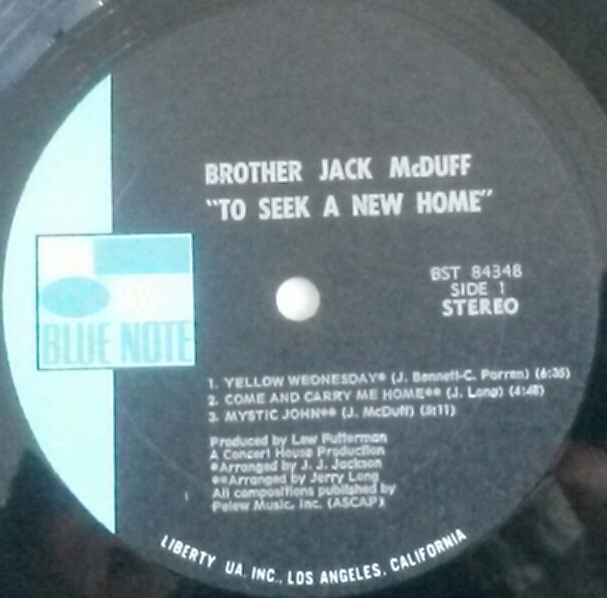 BROTHER JACK McDUFF
"TO SEEK A NEW HOME"
BST 84348
SIDE 1
STEREO
BLUE NOTE
1. YELLOW WEDNESDAY* (J. Bennett-C. Parren) (6:35)
2. COME AND CARRY ME HOME** (J. Long) (4:48)
3. MYSTIC JOHN** (J. McDuff) (8:11)
Produced by Lew Futterman
A Concert House Production
*Arranged by J. J. Jackson
**Arranged by Jerry Long
All compositions published by
Pelew Music, Inc. (ASCAP)
LIBERTY UA, INC., LOS ANGELES, CALIFORNIA